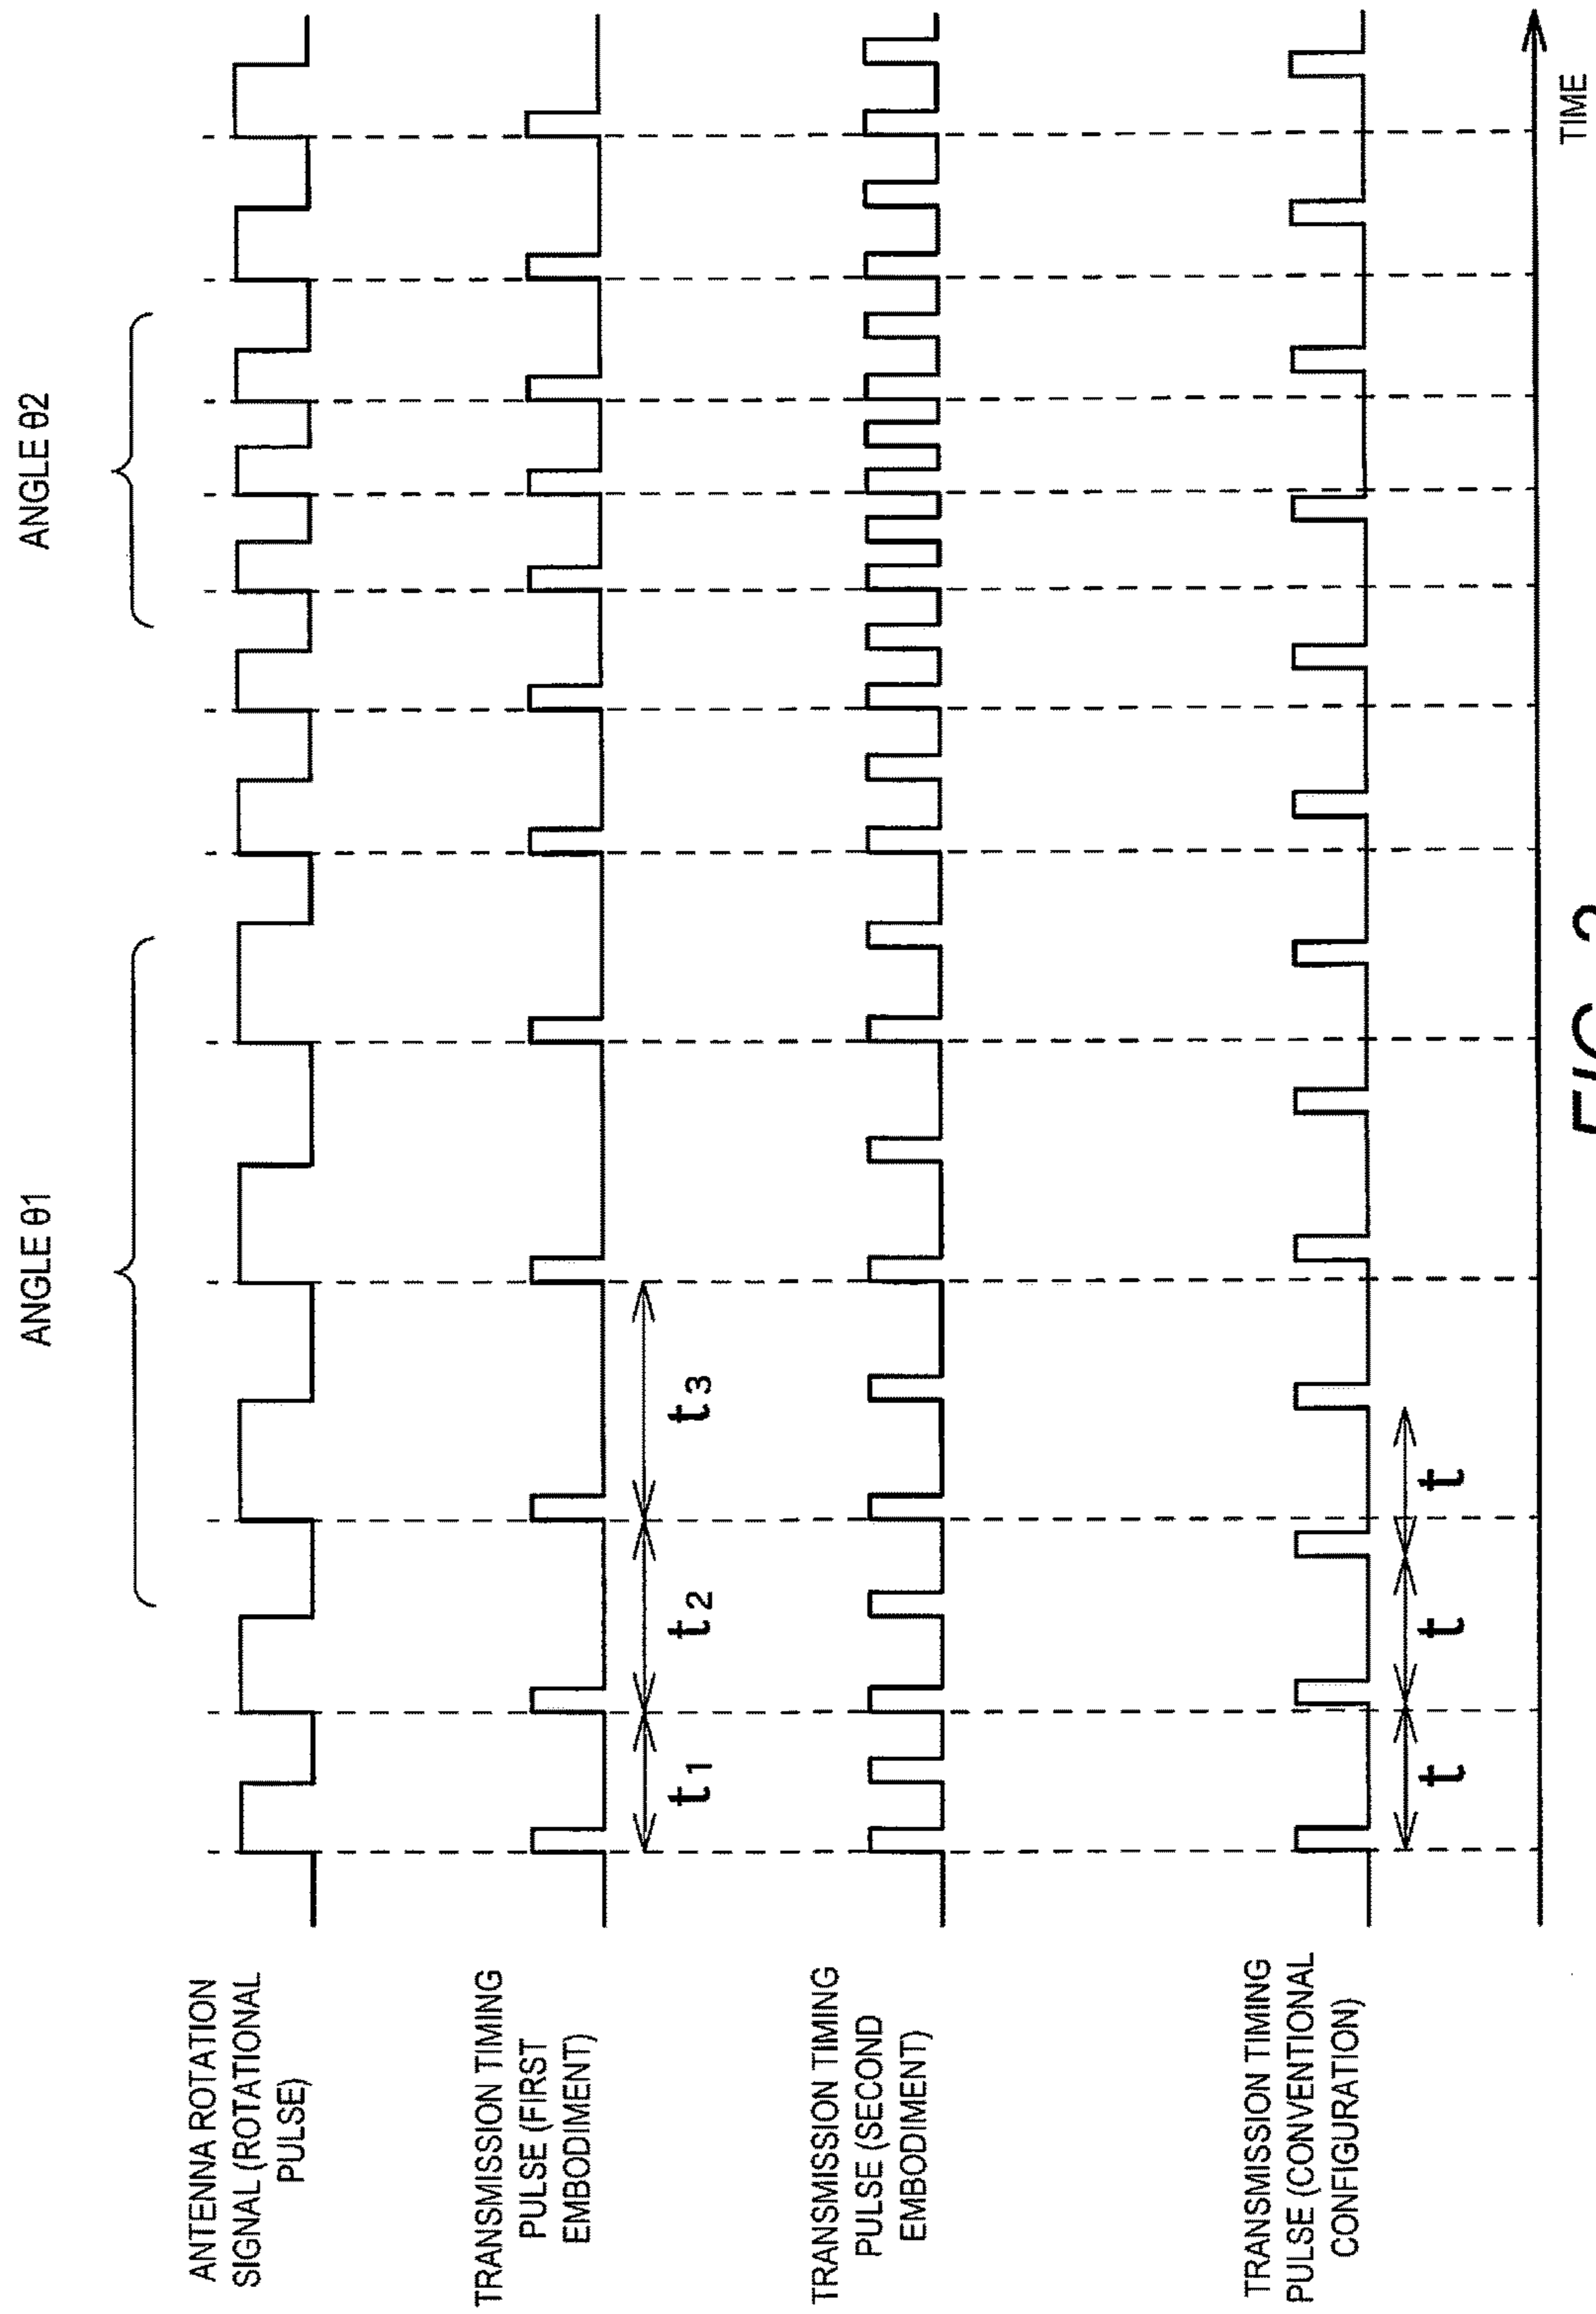 ANGLE θ1
ANGLE θ2
ANTENNA ROTATION
SIGNAL (ROTATIONAL
PULSE)
TRANSMISSION TIMING
PULSE (FIRST
EMBODIMENT)
t1
t2
t3
TRANSMISSION TIMING
PULSE (SECOND
EMBODIMENT)
TRANSMISSION TIMING
PULSE (CONVENTIONAL
CONFIGURATION)
t
t
t
TIME